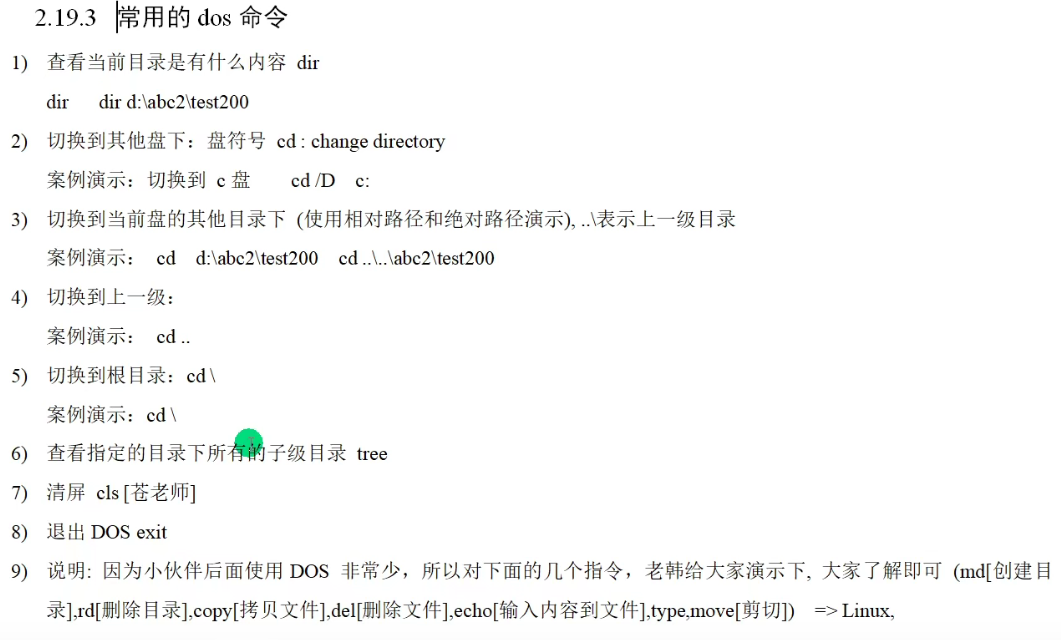 2.19.3 常用的 dos 命令
1) 查看当前目录是有什么内容 dir
dir dir d:\abc2\test200
2) 切换到其他盘下：盘符号 cd : change directory
案例演示：切换到 c 盘 cd /D c:
3) 切换到当前盘的其他目录下 (使用相对路径和绝对路径演示), ..\表示上一级目录
案例演示： cd d:\abc2\test200 cd ..\..\abc2\test200
4) 切换到上一级：
案例演示： cd ..
5) 切换到根目录：cd \
案例演示：cd \
6) 查看指定的目录下所有的子级目录 tree
7) 清屏 cls [苍老师]
8) 退出 DOS exit
9) 说明: 因为小伙伴后面使用 DOS 非常少，所以对下面的几个指令，老韩给大家演示下, 大家了解即可 (md[创建目
录],rd[删除目录],copy[拷贝文件],del[删除文件],echo[输入内容到文件],type,move[剪切]) => Linux,